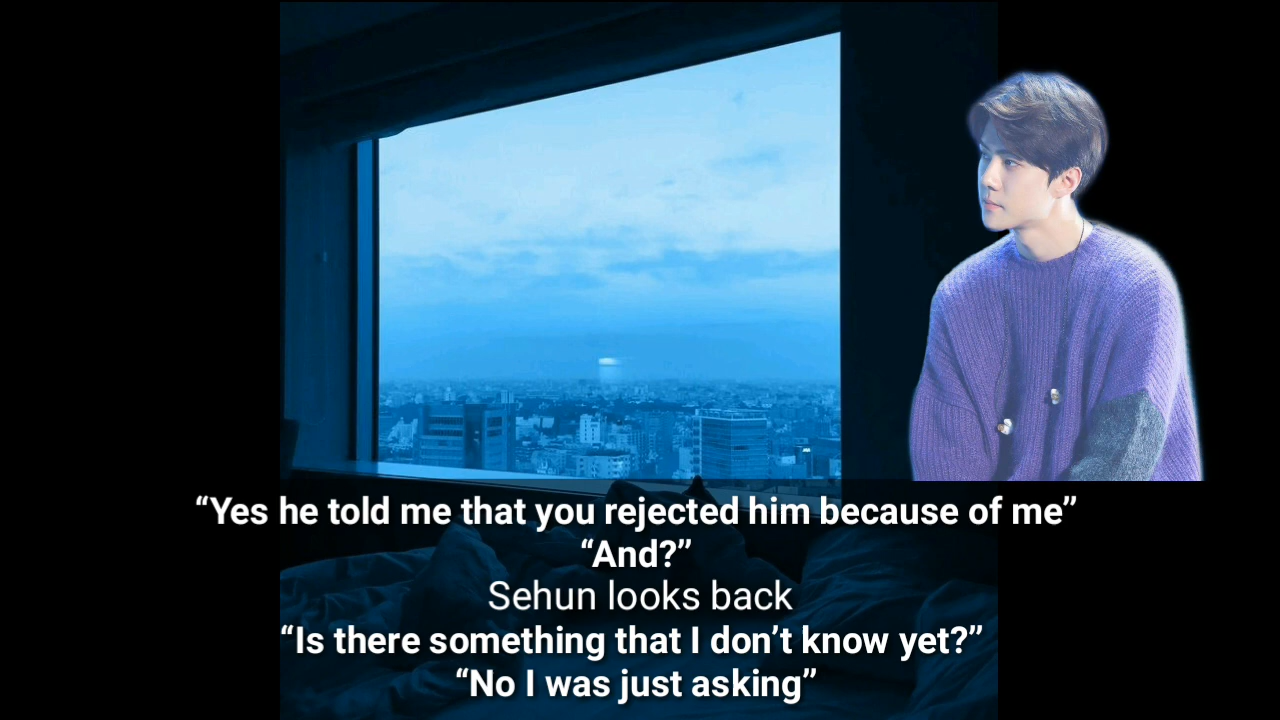 “Yes he told me that you rejected him because of me”
“And?”
Sehun looks back
“Is there something that I don’t know yet?”
“No I was just asking”